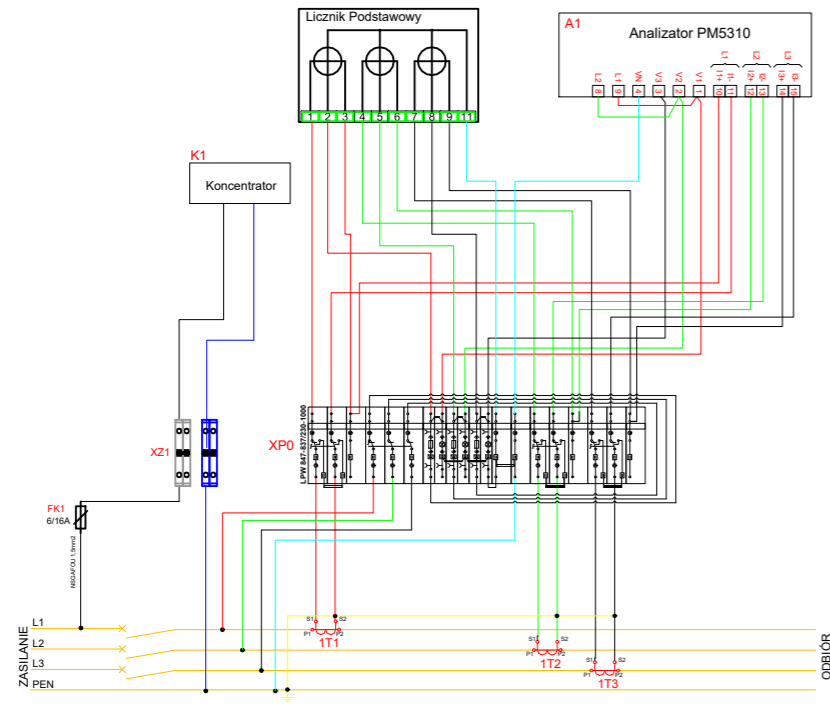 Licznik Podstawowy
1 2 3 4 5 6 7 8 9 11
A1
Analizator PM5310
L1 L2 L3
L2 L1 VN V3 V2 V1 I1+ I1- I2+ I2- I3+ I3-
8 9 4 3 2 1 10 11 12 13 14 15
K1
Koncentrator
XZ1
XP0
LPW 847-837/230-1000
FK1
6/16A
NSGAFOU 1,5mm2
ZASILANIE
L1
L2
L3
PEN
S1 S2
P1 P2
1T1
S1 S2
P1 P2
1T2
S1 S2
P1 P2
1T3
ODBIÓR